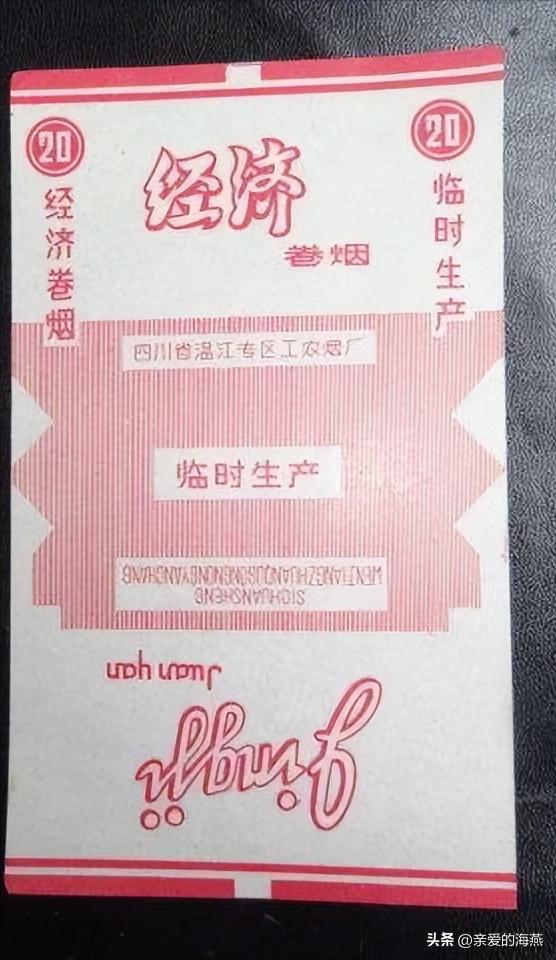 20
经济卷烟
经济
卷烟
20
临时生产
四川省温江专区工农烟厂
临时生产
SICHUANSHENG
WENJIANGZHUANQUGONGNONGYANCHANG
Juan yan
jingji
头条 @亲爱的海燕